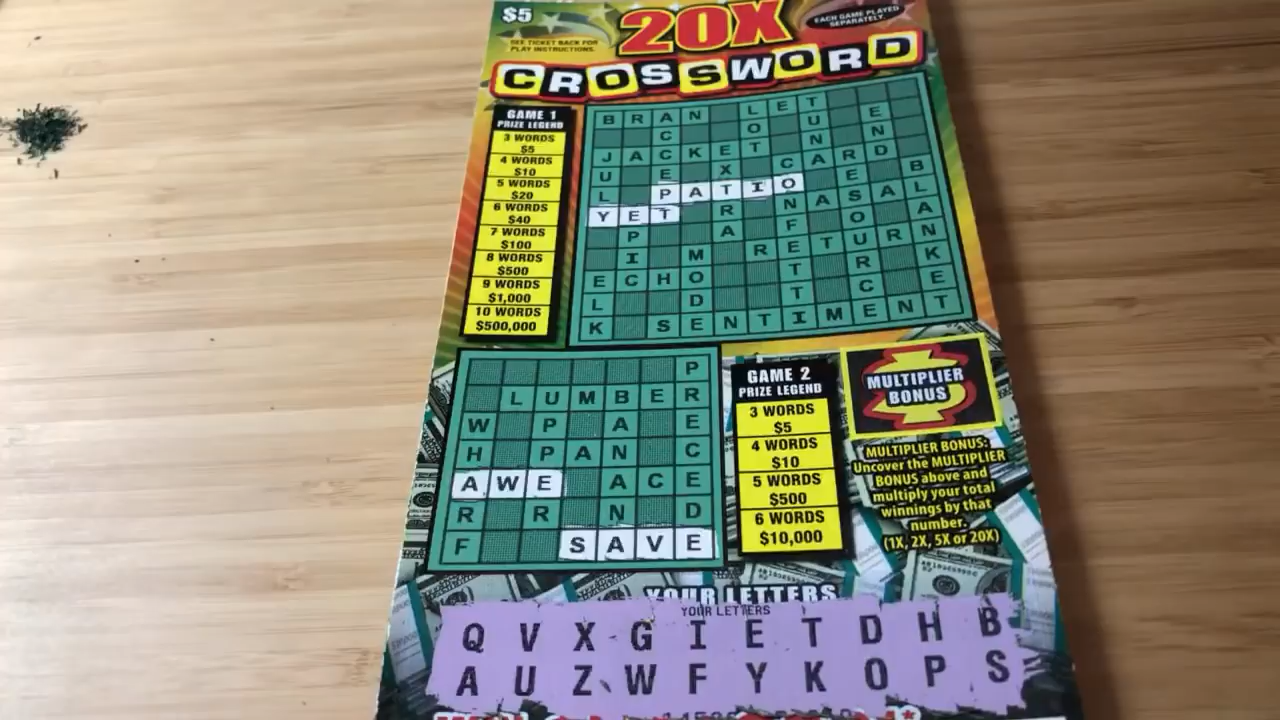 $5
20X
EACH GAME PLAYED
SEPARATELY.
SEE TICKET BACK FOR
PLAY INSTRUCTIONS.
CROSSWORD
GAME 1
PRIZE LEGEND
3 WORDS
$5
4 WORDS
$10
5 WORDS
$20
6 WORDS
$40
7 WORDS
$100
8 WORDS
$500
9 WORDS
$1,000
10 WORDS
$500,000
B R A N L E T U E
C O U N
J A C K E T N D
U E X C A R D B
L P A T I O E L
Y E T R N A S A L A
P A F O N
I M R E T U R N K
E C H O T R E
L D T C T
K S E N T I M E N T
P
L U M B E R
W P A E
H P A N C
A W E A C E
R R N D
F S A V E
GAME 2
PRIZE LEGEND
3 WORDS
$5
4 WORDS
$10
5 WORDS
$500
6 WORDS
$10,000
MULTIPLIER
BONUS
MULTIPLIER BONUS:
Uncover the MULTIPLIER
BONUS above and
multiply your total
winnings by that
number.
(1X, 2X, 5X or 20X)
YOUR LETTERS
YOUR LETTERS
Q V X G I E T D H B
A U Z W F Y K O P S